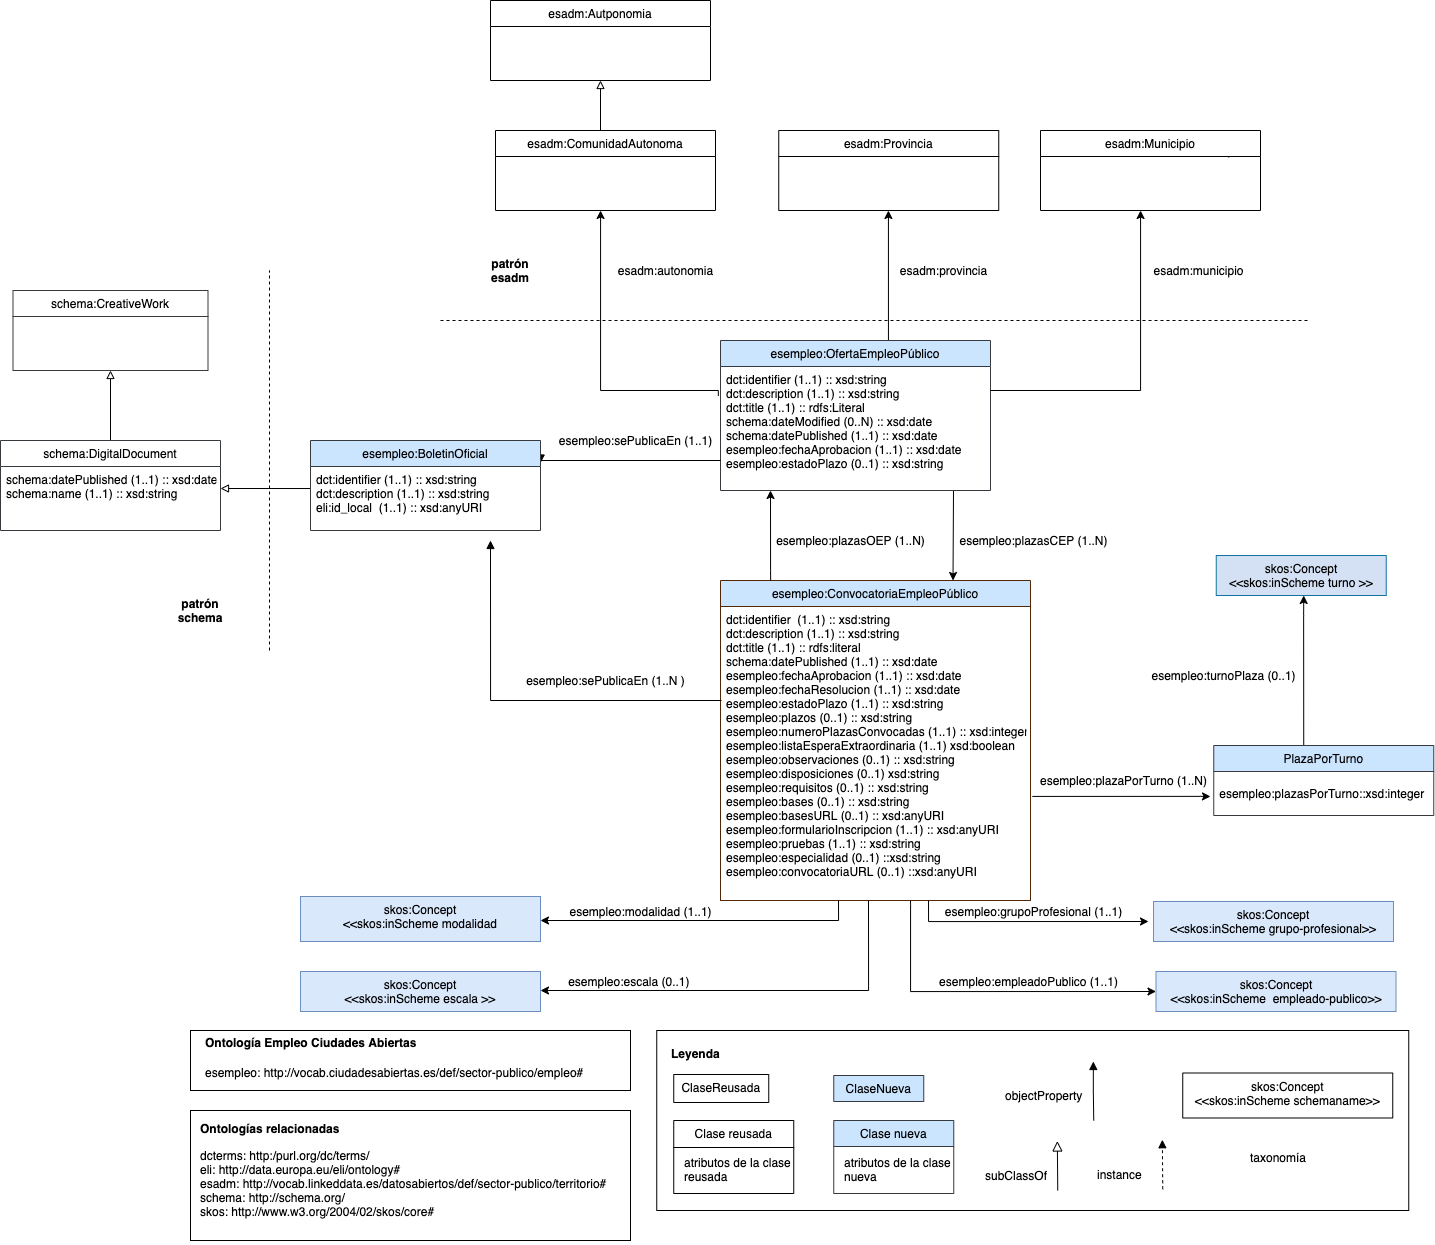 esadm:Autponomia
esadm:ComunidadAutonoma
esadm:Provincia
esadm:Municipio
patrón
esadm
esadm:autonomia
esadm:provincia
esadm:municipio
schema:CreativeWork
esempleo:OfertaEmpleoPúblico
dct:identifier (1..1) :: xsd:string
dct:description (1..1) :: xsd:string
dct:title (1..1) :: rdfs:Literal
schema:dateModified (0..N) :: xsd:date
schema:datePublished (1..1) :: xsd:date
esempleo:fechaAprobacion (1..1) :: xsd:date
esempleo:estadoPlazo (0..1) :: xsd:string
esempleo:sePublicaEn (1..1)
schema:DigitalDocument
schema:datePublished (1..1) :: xsd:date
schema:name (1..1) :: xsd:string
esempleo:BoletinOficial
dct:identifier (1..1) :: xsd:string
dct:description (1..1) :: xsd:string
eli:id_local (1..1) :: xsd:anyURI
esempleo:plazasOEP (1..N)
esempleo:plazasCEP (1..N)
patrón
schema
esempleo:ConvocatoriaEmpleoPúblico
dct:identifier (1..1) :: xsd:string
dct:description (1..1) :: xsd:string
dct:title (1..1) :: rdfs:literal
schema:datePublished (1..1) :: xsd:date
esempleo:fechaAprobacion (1..1) :: xsd:date
esempleo:fechaResolucion (1..1) :: xsd:date
esempleo:estadoPlazo (1..1) :: xsd:string
esempleo:plazos (0..1) :: xsd:string
esempleo:numeroPlazasConvocadas (1..1) :: xsd:integer
esempleo:listaEsperaExtraordinaria (1..1) xsd:boolean
esempleo:observaciones (0..1) :: xsd:string
esempleo:disposiciones (0..1) xsd:string
esempleo:requisitos (0..1) :: xsd:string
esempleo:bases (0..1) :: xsd:string
esempleo:basesURL (0..1) :: xsd:anyURI
esempleo:formularioInscripcion (1..1) :: xsd:anyURI
esempleo:pruebas (1..1) :: xsd:string
esempleo:especialidad (0..1) ::xsd:string
esempleo:convocatoriaURL (0..1) ::xsd:anyURI
esempleo:sePublicaEn (1..N )
skos:Concept
<<skos:inScheme turno >>
esempleo:turnoPlaza (0..1)
PlazaPorTurno
esempleo:plazasPorTurno::xsd:integer
esempleo:plazaPorTurno (1..N)
skos:Concept
<<skos:inScheme modalidad
esempleo:modalidad (1..1)
esempleo:grupoProfesional (1..1)
skos:Concept
<<skos:inScheme grupo-profesional>>
skos:Concept
<<skos:inScheme escala >>
esempleo:escala (0..1)
esempleo:empleadoPublico (1..1)
skos:Concept
<<skos:inScheme empleado-publico>>
Ontología Empleo Ciudades Abiertas
esempleo: http://vocab.ciudadesabiertas.es/def/sector-publico/empleo#
Ontologías relacionadas
dcterms: http:/purl.org/dc/terms/
eli: http://data.europa.eu/eli/ontology#
esadm: http://vocab.linkeddata.es/datosabiertos/def/sector-publico/territorio#
schema: http://schema.org/
skos: http://www.w3.org/2004/02/skos/core#
Leyenda
ClaseReusada
ClaseNueva
objectProperty
skos:Concept
<<skos:inScheme schemaname>>
Clase reusada
atributos de la clase
reusada
Clase nueva
atributos de la clase
nueva
subClassOf
instance
taxonomía